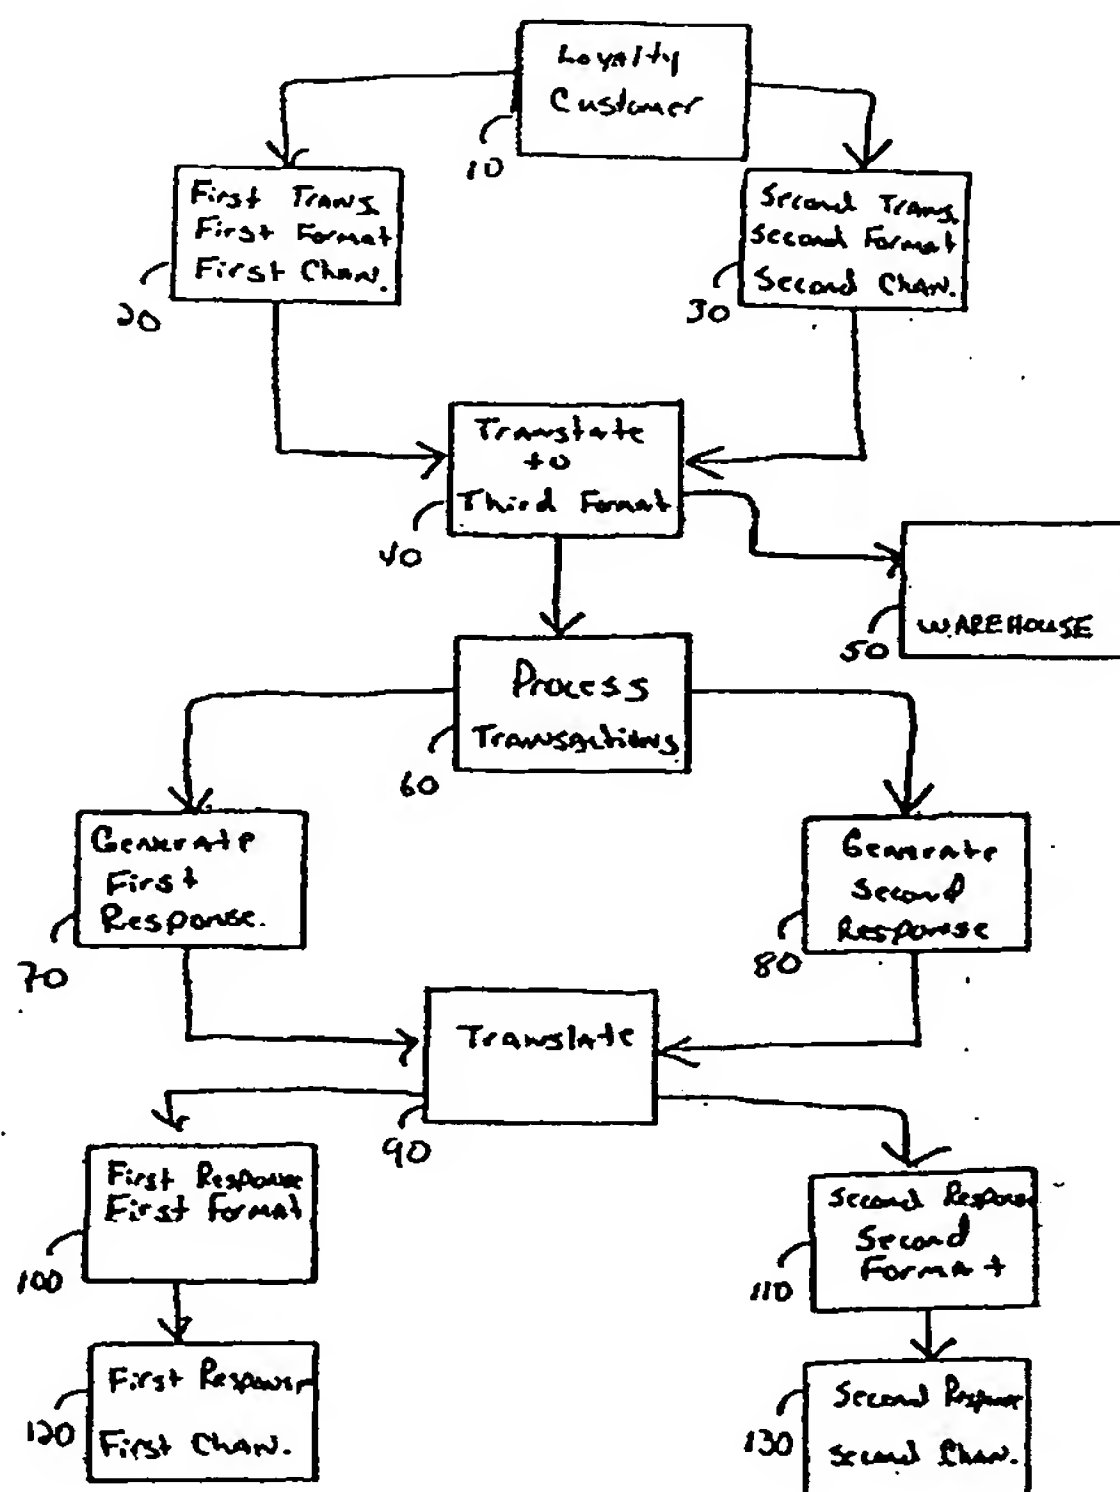 Loyalty
Customer
10
First Trans.
First Format
First Chan.
20
Second Trans.
Second Format
Second Chan.
30
Translate
to
Third Format
40
WAREHOUSE
50
Process
Transactions
60
Generate
First
Response.
70
Generate
Second
Response
80
Translate
90
First Response
First Format
100
Second Response
Second
Format
110
First Response
First Chan.
120
Second Response
Second Chan.
130